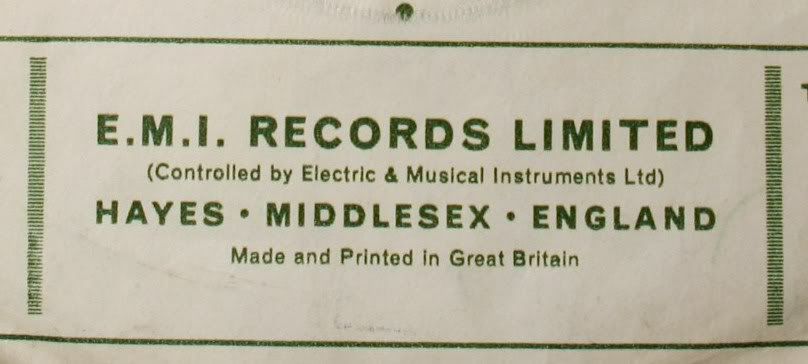 E.M.I. RECORDS LIMITED
(Controlled by Electric & Musical Instruments Ltd)
HAYES • MIDDLESEX • ENGLAND
Made and Printed in Great Britain